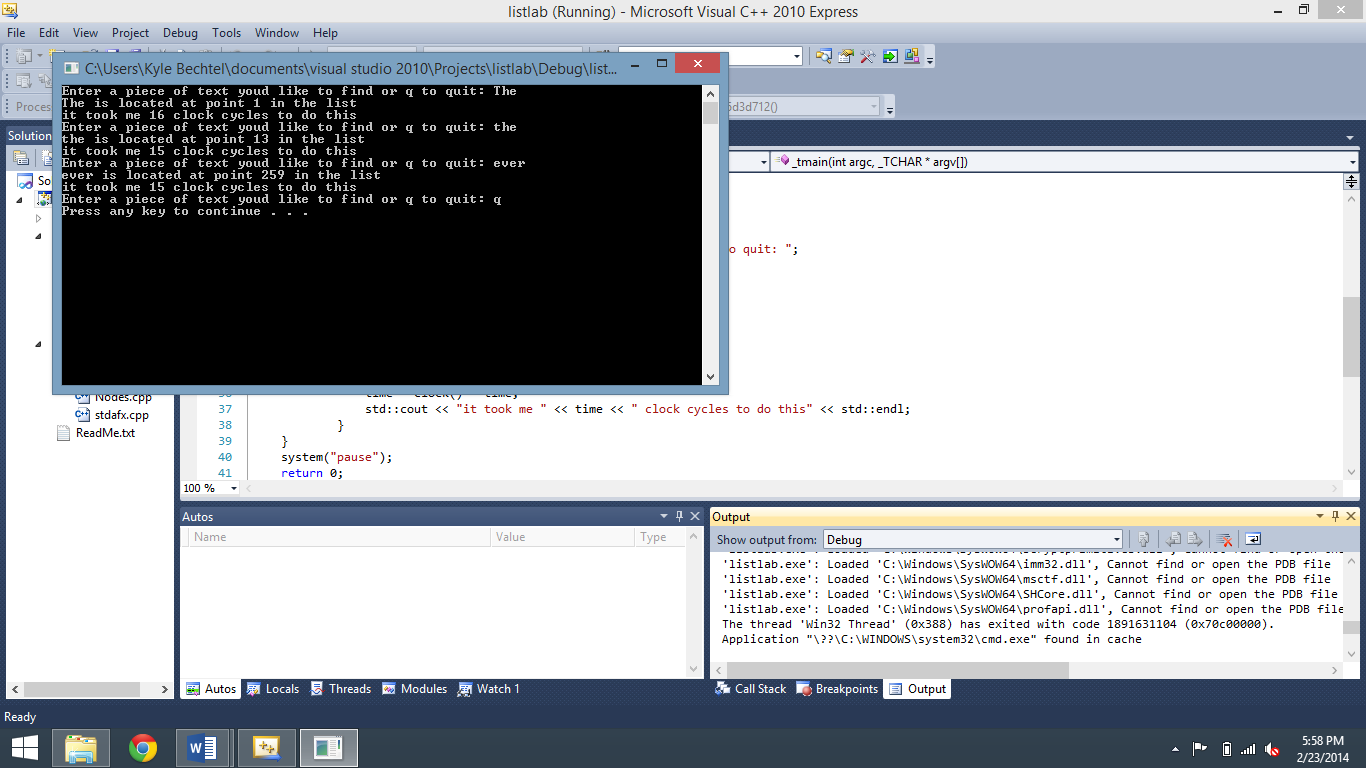 listlab (Running) - Microsoft Visual C++ 2010 Express
File Edit View Project Debug Tools Window Help
C:\Users\Kyle Bechtel\documents\visual studio 2010\Projects\listlab\Debug\list...
Enter a piece of text youd like to find or q to quit: The
The is located at point 1 in the list
it took me 16 clock cycles to do this
Enter a piece of text youd like to find or q to quit: the
the is located at point 13 in the list
it took me 15 clock cycles to do this
Enter a piece of text youd like to find or q to quit: ever
ever is located at point 259 in the list
it took me 15 clock cycles to do this
Enter a piece of text youd like to find or q to quit: q
Press any key to continue . . .
Proces
5d3d712()
Solution
_tmain(int argc, _TCHAR * argv[])
So
o quit: ";
Nodes.cpp
stdafx.cpp
ReadMe.txt
36 time = clock() - time;
37 std::cout << "it took me " << time << " clock cycles to do this" << std::endl;
38 }
39 }
40 system("pause");
41 return 0;
100 %
Autos
Name Value Type
Output
Show output from: Debug
'listlab.exe': Loaded 'C:\Windows\SysWOW64\imm32.dll', Cannot find or open the PDB file
'listlab.exe': Loaded 'C:\Windows\SysWOW64\msctf.dll', Cannot find or open the PDB file
'listlab.exe': Loaded 'C:\Windows\SysWOW64\SHCore.dll', Cannot find or open the PDB file
'listlab.exe': Loaded 'C:\Windows\SysWOW64\profapi.dll', Cannot find or open the PDB file
The thread 'Win32 Thread' (0x388) has exited with code 1891631104 (0x70c00000).
Application "\??\C:\WINDOWS\system32\cmd.exe" found in cache
Autos Locals Threads Modules Watch 1
Call Stack Breakpoints Output
Ready
5:58 PM
2/23/2014